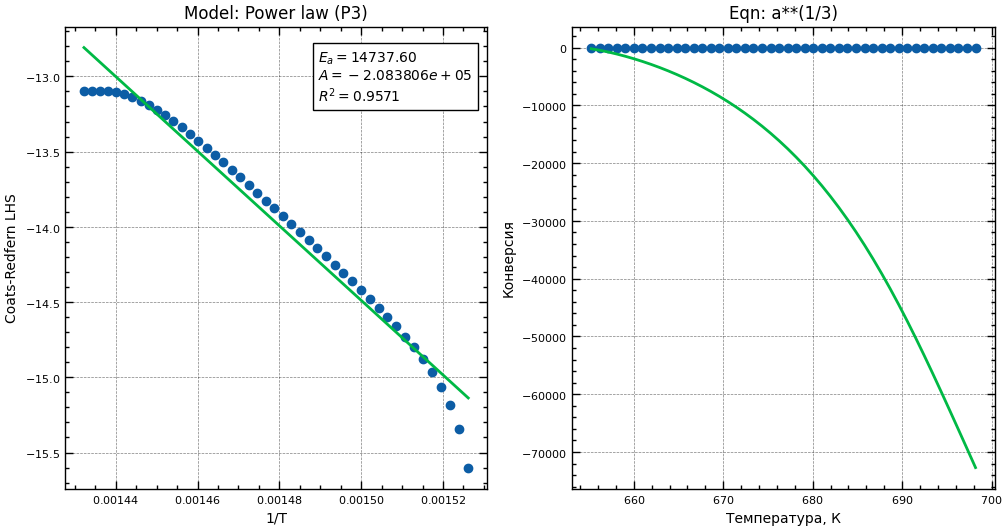 Model: Power law (P3)
Coats-Redfern LHS
−13.0
−13.5
−14.0
−14.5
−15.0
−15.5
E_a = 14737.60
A = −2.083806e + 05
R² = 0.9571
0.00144 0.00146 0.00148 0.00150 0.00152
1/T
Eqn: a**(1/3)
Конверсия
0
−10000
−20000
−30000
−40000
−50000
−60000
−70000
660 670 680 690 700
Температура, К